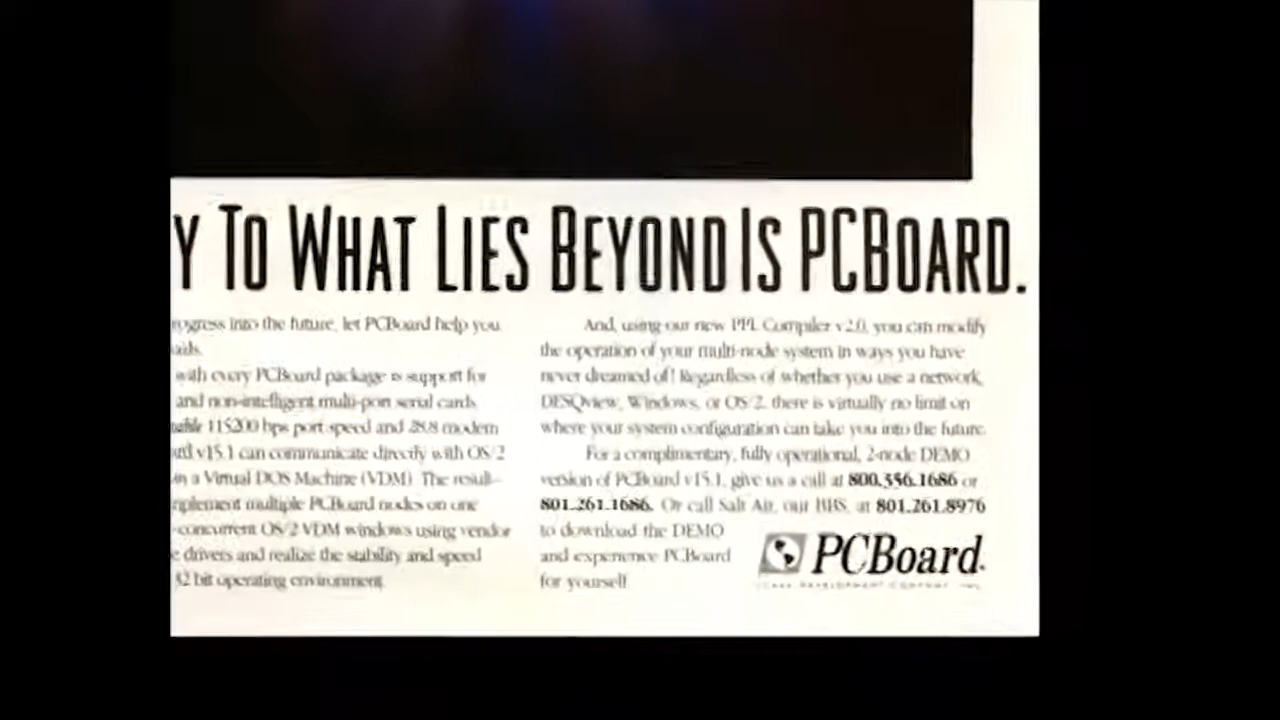 Y TO WHAT LIES BEYOND IS PCBOARD.
rogress into the future, let PCBoard help you
with every PCBoard package is support for
and non-intelligent multi-port serial cards
115200 bps port speed and 28.8 modem
v15.1 can communicate directly with OS/2
in a Virtual DOS Machine (VDM). The result–
mplement multiple PCBoard nodes on one
concurrent OS/2 VDM windows using vendor
drivers and realize the stability and speed
32 bit operating environment.
And, using our new PPL Compiler v2.0, you can modify
the operation of your multi-node system in ways you have
never dreamed of! Regardless of whether you use a network,
DESQview, Windows, or OS/2, there is virtually no limit on
where your system configuration can take you into the future.
For a complimentary, fully operational, 2-node DEMO
version of PCBoard v15.1, give us a call at 800.356.1686 or
801.261.1686. Or call Salt Air, our BBS, at 801.261.8976
to download the DEMO
and experience PCBoard
for yourself!
PCBoard.
DEVELOPMENT COMPANY, INC.